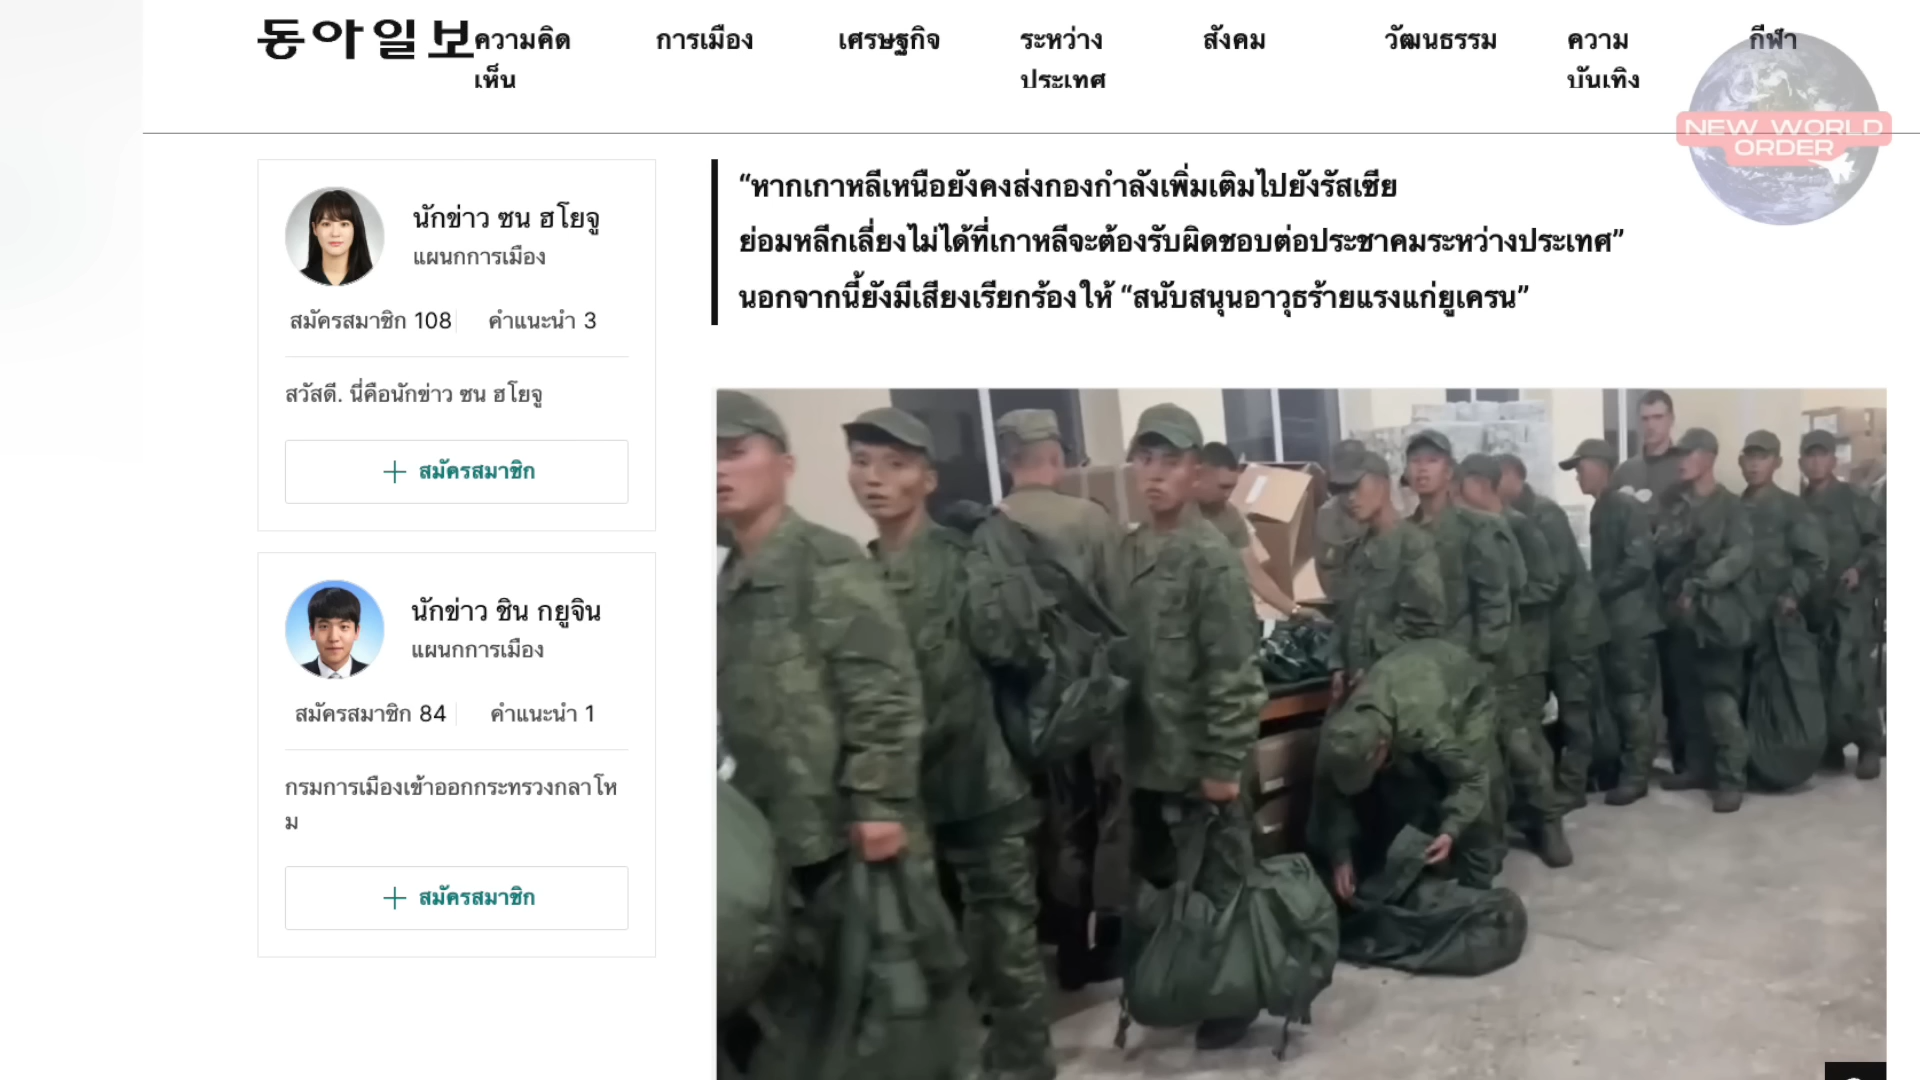 동아일보
ความคิด
เห็น
การเมือง
เศรษฐกิจ
ระหว่าง
ประเทศ
สังคม
วัฒนธรรม
ความ
บันเทิง
กีฬา
NEW WORLD
ORDER
นักข่าว ซน ฮโยจู
แผนกการเมือง
สมัครสมาชิก 108
คำแนะนำ 3
สวัสดี. นี่คือนักข่าว ซน ฮโยจู
+ สมัครสมาชิก
นักข่าว ชิน กยูจิน
แผนกการเมือง
สมัครสมาชิก 84
คำแนะนำ 1
กรมการเมืองเข้าออกกระทรวงกลาโห
ม
+ สมัครสมาชิก
“หากเกาหลีเหนือยังคงส่งกองกำลังเพิ่มเติมไปยังรัสเซีย
ย่อมหลีกเลี่ยงไม่ได้ที่เกาหลีจะต้องรับผิดชอบต่อประชาคมระหว่างประเทศ”
นอกจากนี้ยังมีเสียงเรียกร้องให้ “สนับสนุนอาวุธร้ายแรงแก่ยูเครน”